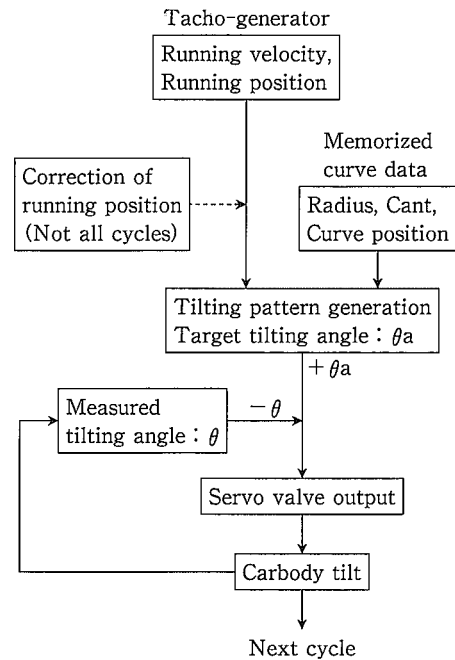 Tacho-generator
Running velocity,
Running position
Memorized
curve data
Correction of
running position
(Not all cycles)
Radius, Cant,
Curve position
Tilting pattern generation
Target tilting angle : θa
+θa
Measured
tilting angle : θ
-θ
Servo valve output
Carbody tilt
Next cycle